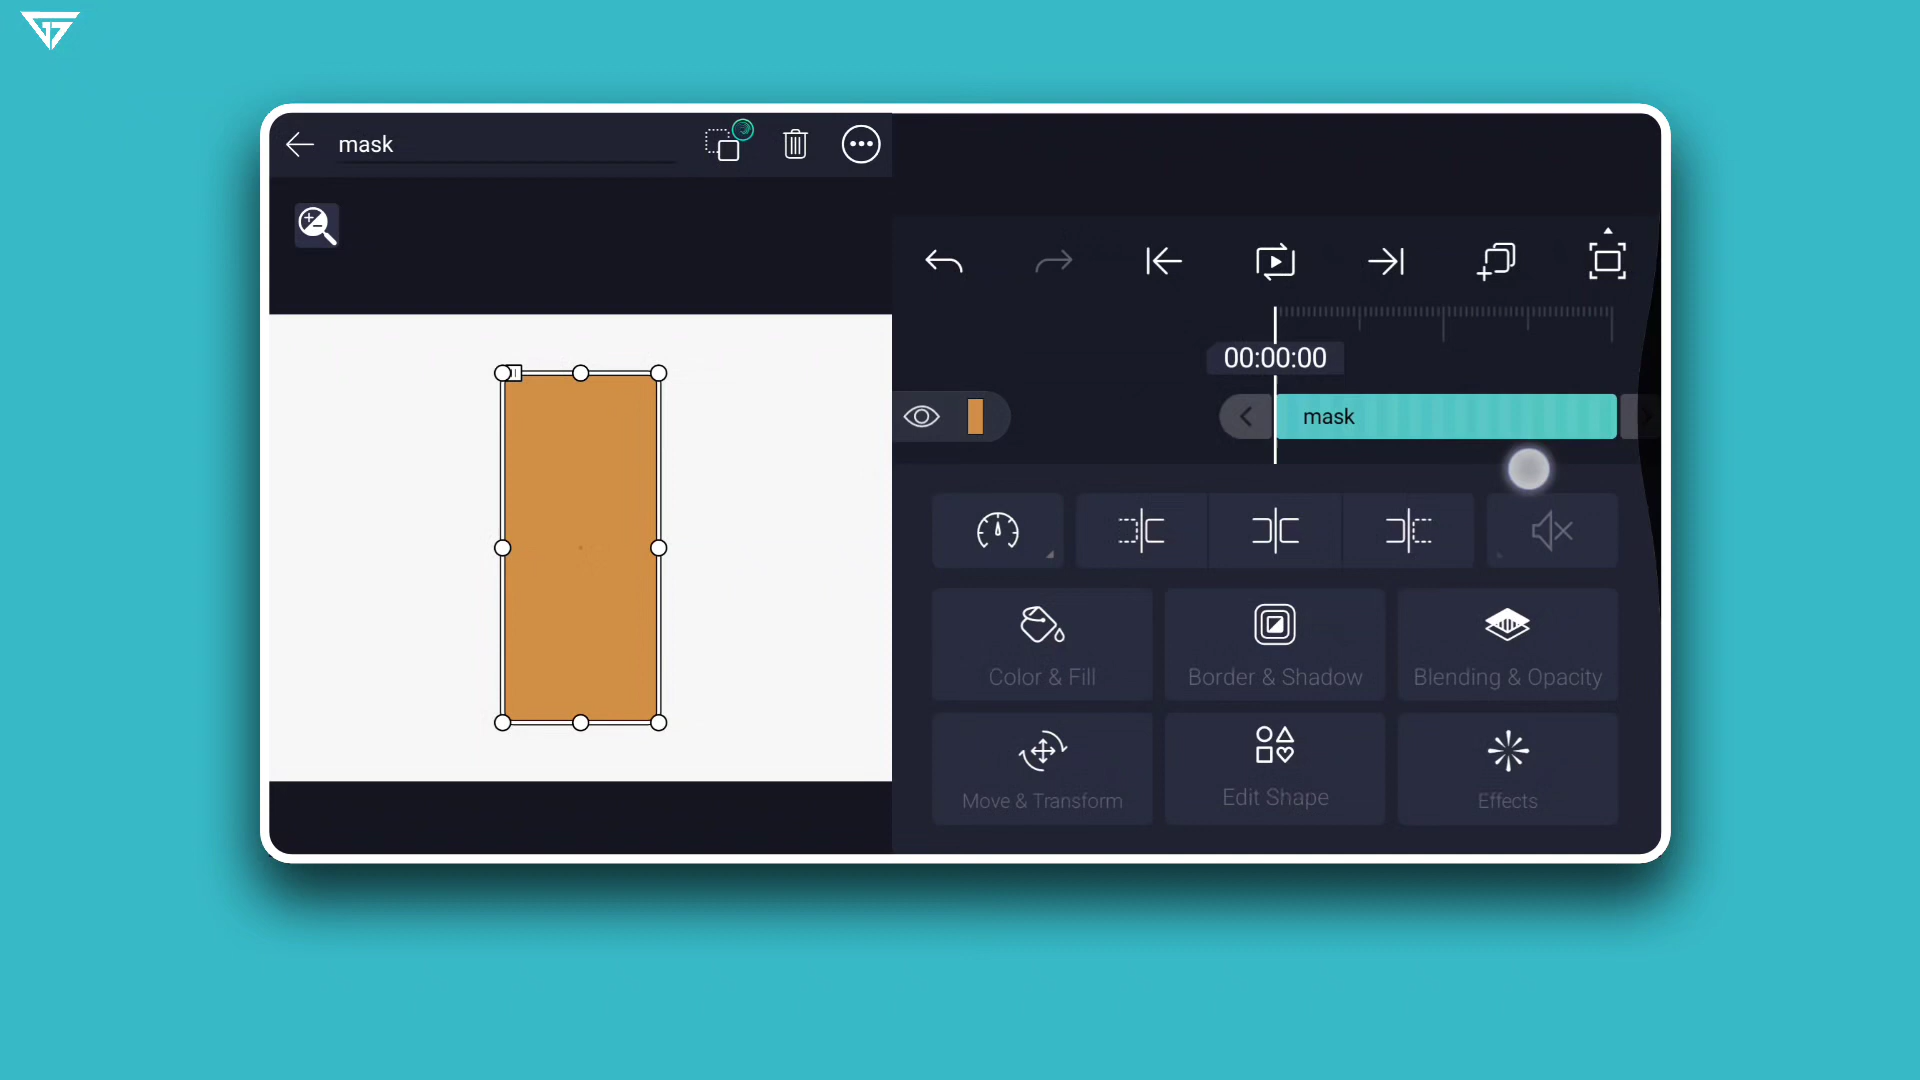 mask
00:00:00
mask
Color & Fill
Border & Shadow
Blending & Opacity
Move & Transform
Edit Shape
Effects